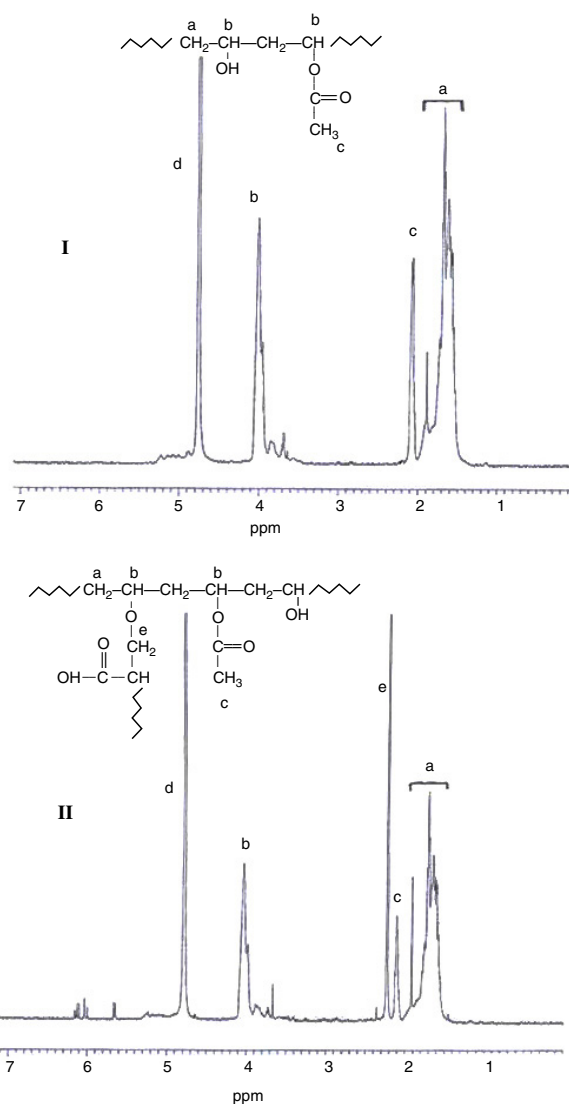 a b b
CH2—CH—CH2—CH
OH O
C=O
CH3
c
a
d
b
c
I
7 6 5 4 3 2 1
ppm
a b b
CH2—CH—CH2—CH—CH2—CH
O O OH
e
O CH2 C=O
OH—C—CH CH3
c
e
a
d
II
b
c
7 6 5 4 3 2 1
ppm